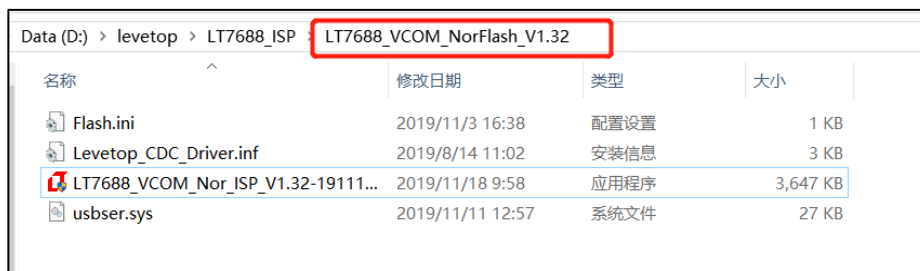 Data (D:) > levetop > LT7688_ISP > LT7688_VCOM_NorFlash_V1.32
名称 修改日期 类型 大小
Flash.ini 2019/11/3 16:38 配置设置 1 KB
Levetop_CDC_Driver.inf 2019/8/14 11:02 安装信息 3 KB
LT7688_VCOM_Nor_ISP_V1.32-19111... 2019/11/18 9:58 应用程序 3,647 KB
usbser.sys 2019/11/11 12:57 系统文件 27 KB